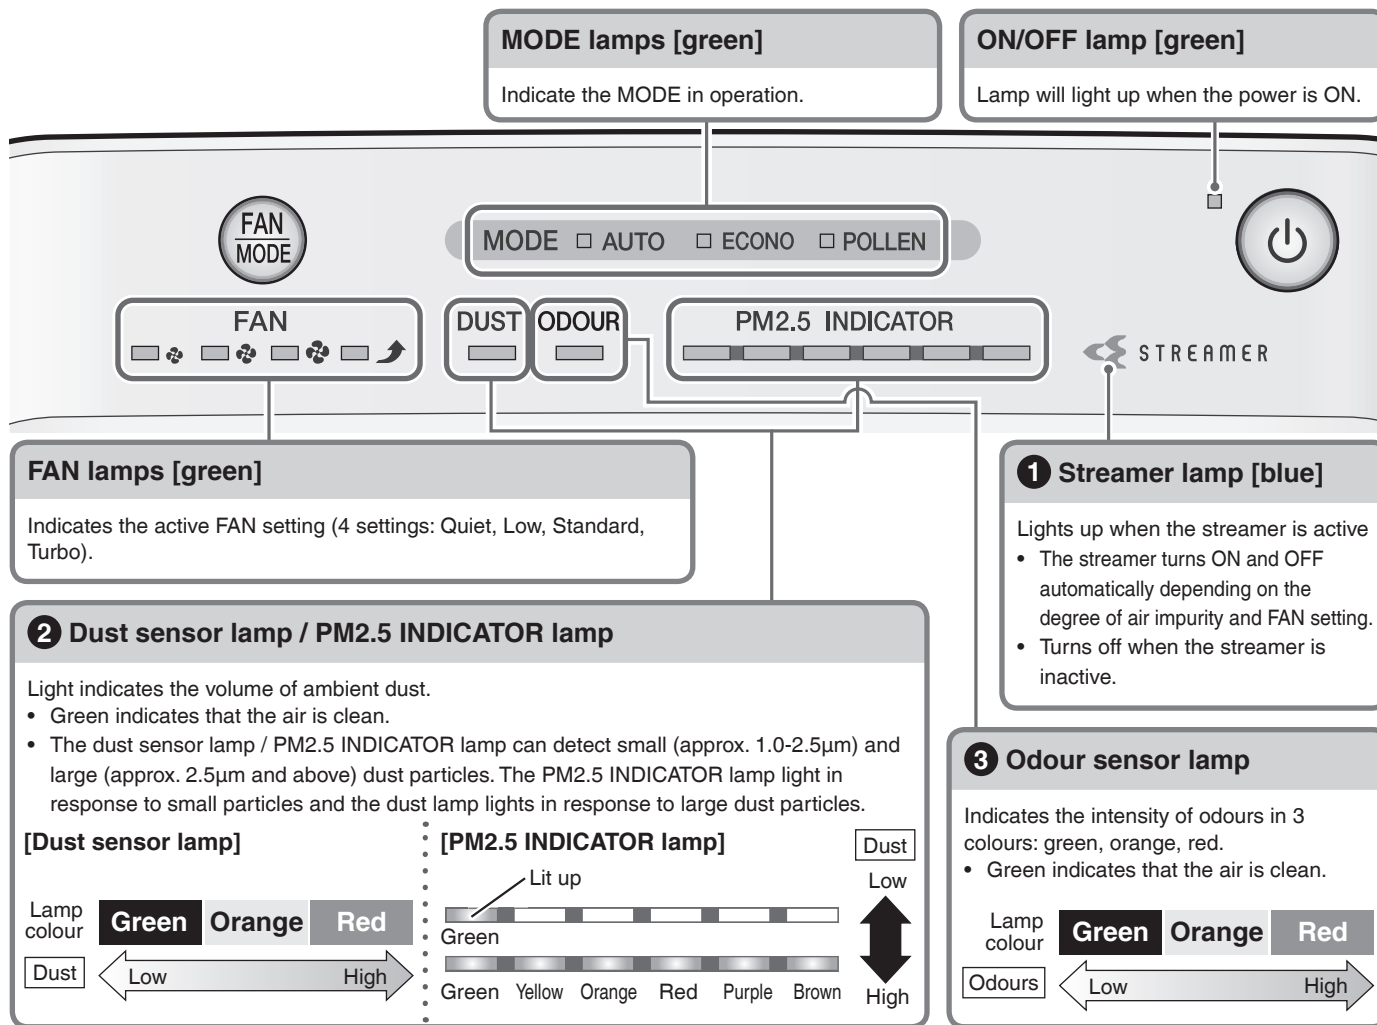 MODE lamps [green]
Indicate the MODE in operation.
ON/OFF lamp [green]
Lamp will light up when the power is ON.
FAN
MODE
MODE AUTO ECONO POLLEN
FAN
DUST
ODOUR
PM2.5 INDICATOR
STREAMER
FAN lamps [green]
Indicates the active FAN setting (4 settings: Quiet, Low, Standard,
Turbo).
1 Streamer lamp [blue]
Lights up when the streamer is active
• The streamer turns ON and OFF
automatically depending on the
degree of air impurity and FAN setting.
• Turns off when the streamer is
inactive.
2 Dust sensor lamp / PM2.5 INDICATOR lamp
Light indicates the volume of ambient dust.
• Green indicates that the air is clean.
• The dust sensor lamp / PM2.5 INDICATOR lamp can detect small (approx. 1.0-2.5μm) and
large (approx. 2.5μm and above) dust particles. The PM2.5 INDICATOR lamp light in
response to small particles and the dust lamp lights in response to large dust particles.
[Dust sensor lamp]
Lamp
colour
Green Orange Red
Dust
Low High
[PM2.5 INDICATOR lamp]
Lit up
Green
Green Yellow Orange Red Purple Brown
Dust
Low
High
3 Odour sensor lamp
Indicates the intensity of odours in 3
colours: green, orange, red.
• Green indicates that the air is clean.
Lamp
colour
Green Orange Red
Odours
Low High